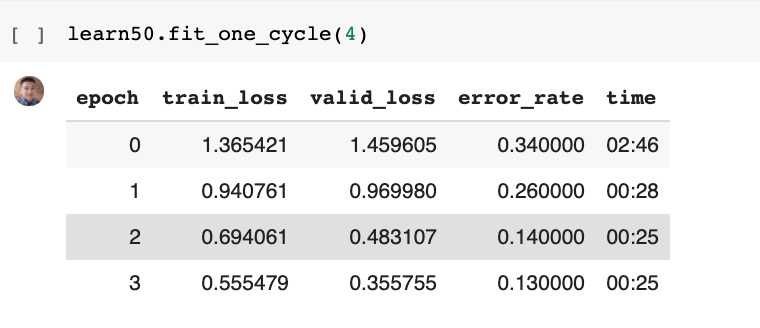 [ ] learn50.fit_one_cycle(4)
epoch train_loss valid_loss error_rate time
0 1.365421 1.459605 0.340000 02:46
1 0.940761 0.969980 0.260000 00:28
2 0.694061 0.483107 0.140000 00:25
3 0.555479 0.355755 0.130000 00:25